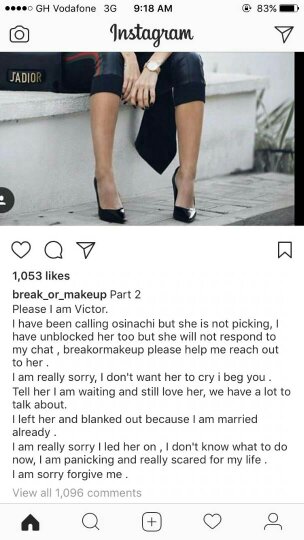 GH Vodafone 3G 9:18 AM 83%
Instagram
J'ADIOR
1,053 likes
break_or_makeup Part 2
Please I am Victor.
I have been calling osinachi but she is not picking, I
have unblocked her too but she will not respond to
my chat , breakormakeup please help me reach out
to her .
I am really sorry, I don't want her to cry i beg you .
Tell her I am waiting and still love her, we have a lot to
talk about.
I left her and blanked out because I am married
already .
I am really sorry I led her on , I don't know what to do
now, I am panicking and really scared for my life .
I am sorry forgive me .
View all 1,096 comments